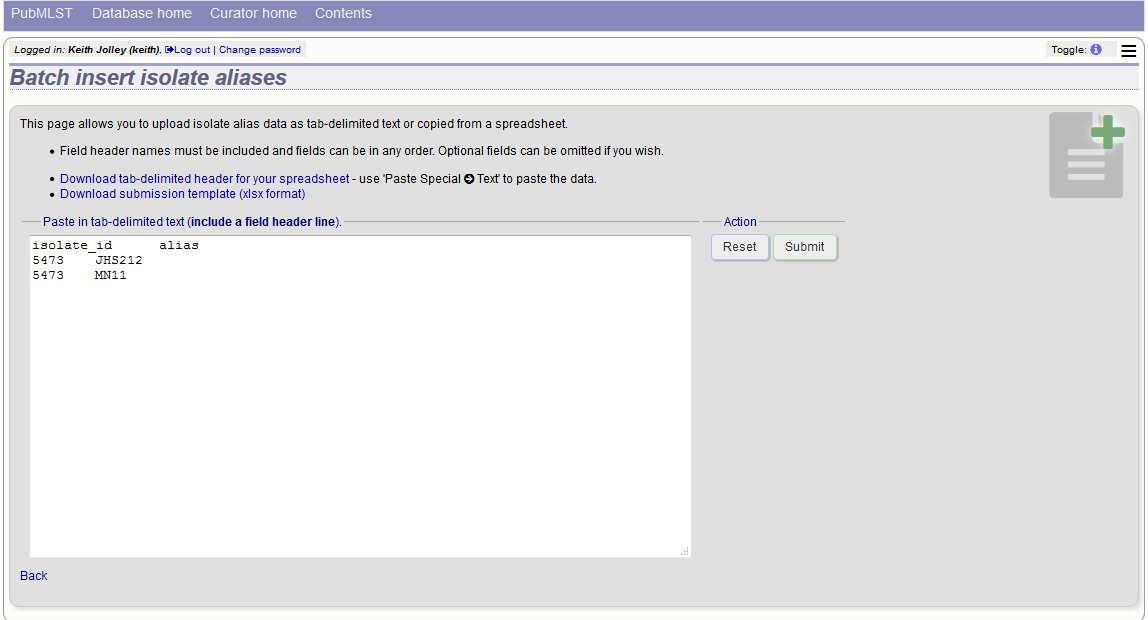 PubMLST Database home Curator home Contents
Logged in: Keith Jolley (keith). Log out | Change password Toggle: i
Batch insert isolate aliases
This page allows you to upload isolate alias data as tab-delimited text or copied from a spreadsheet.
• Field header names must be included and fields can be in any order. Optional fields can be omitted if you wish.
• Download tab-delimited header for your spreadsheet - use 'Paste Special ➲ Text' to paste the data.
• Download submission template (xlsx format)
Paste in tab-delimited text (include a field header line). Action
isolate_id alias
Reset Submit
5473 JHS212
5473 MN11
Back